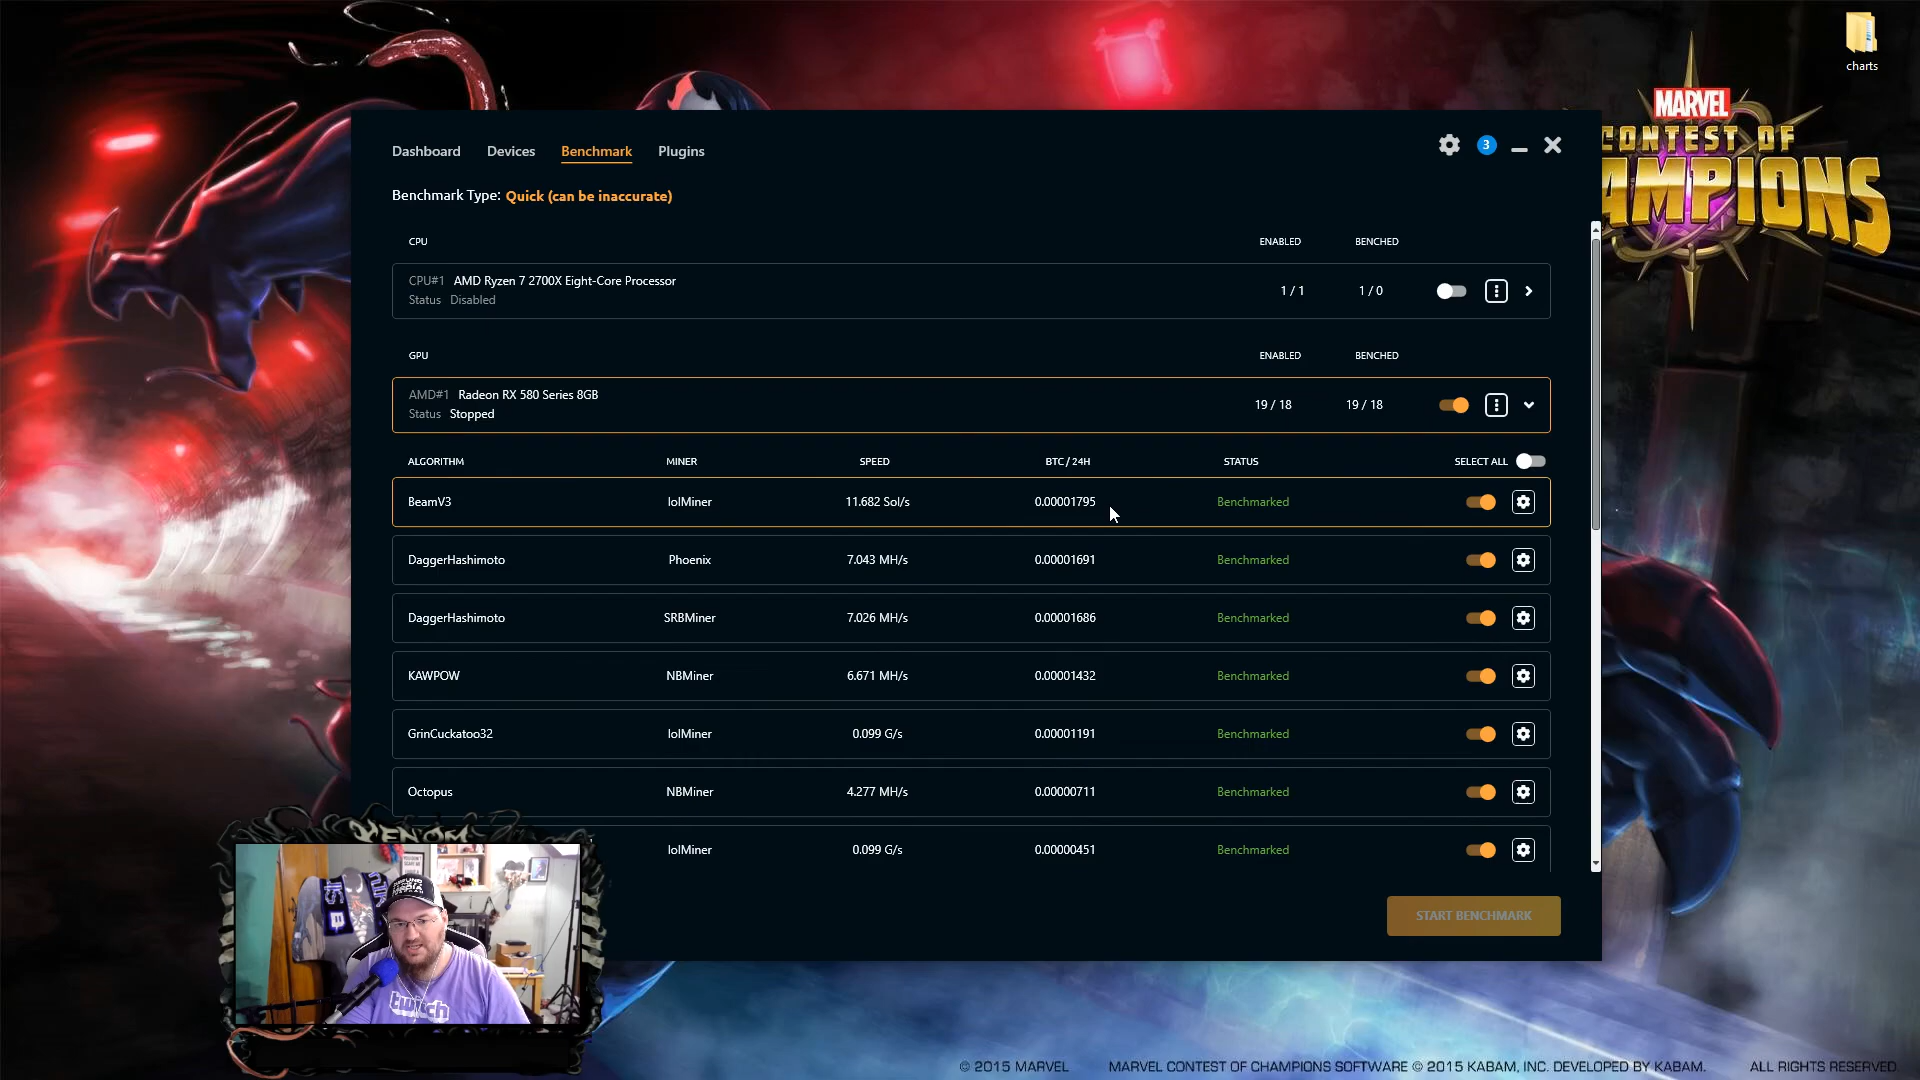 charts
MARVEL
CONTEST OF
CHAMPIONS
Dashboard Devices Benchmark Plugins
3
Benchmark Type: Quick (can be inaccurate)
CPU ENABLED BENCHED
CPU#1 AMD Ryzen 7 2700X Eight-Core Processor 1 / 1 1 / 0
Status Disabled
GPU ENABLED BENCHED
AMD#1 Radeon RX 580 Series 8GB 19 / 18 19 / 18
Status Stopped
ALGORITHM MINER SPEED BTC / 24H STATUS SELECT ALL
BeamV3 lolMiner 11.682 Sol/s 0.00001795 Benchmarked
DaggerHashimoto Phoenix 7.043 MH/s 0.00001691 Benchmarked
DaggerHashimoto SRBMiner 7.026 MH/s 0.00001686 Benchmarked
KAWPOW NBMiner 6.671 MH/s 0.00001432 Benchmarked
GrinCuckatoo32 lolMiner 0.099 G/s 0.00001191 Benchmarked
Octopus NBMiner 4.277 MH/s 0.00000711 Benchmarked
lolMiner 0.099 G/s 0.00000451 Benchmarked
VENOM
twitch
START BENCHMARK
© 2015 MARVEL MARVEL CONTEST OF CHAMPIONS SOFTWARE © 2015 KABAM, INC. DEVELOPED BY KABAM. ALL RIGHTS RESERVED.